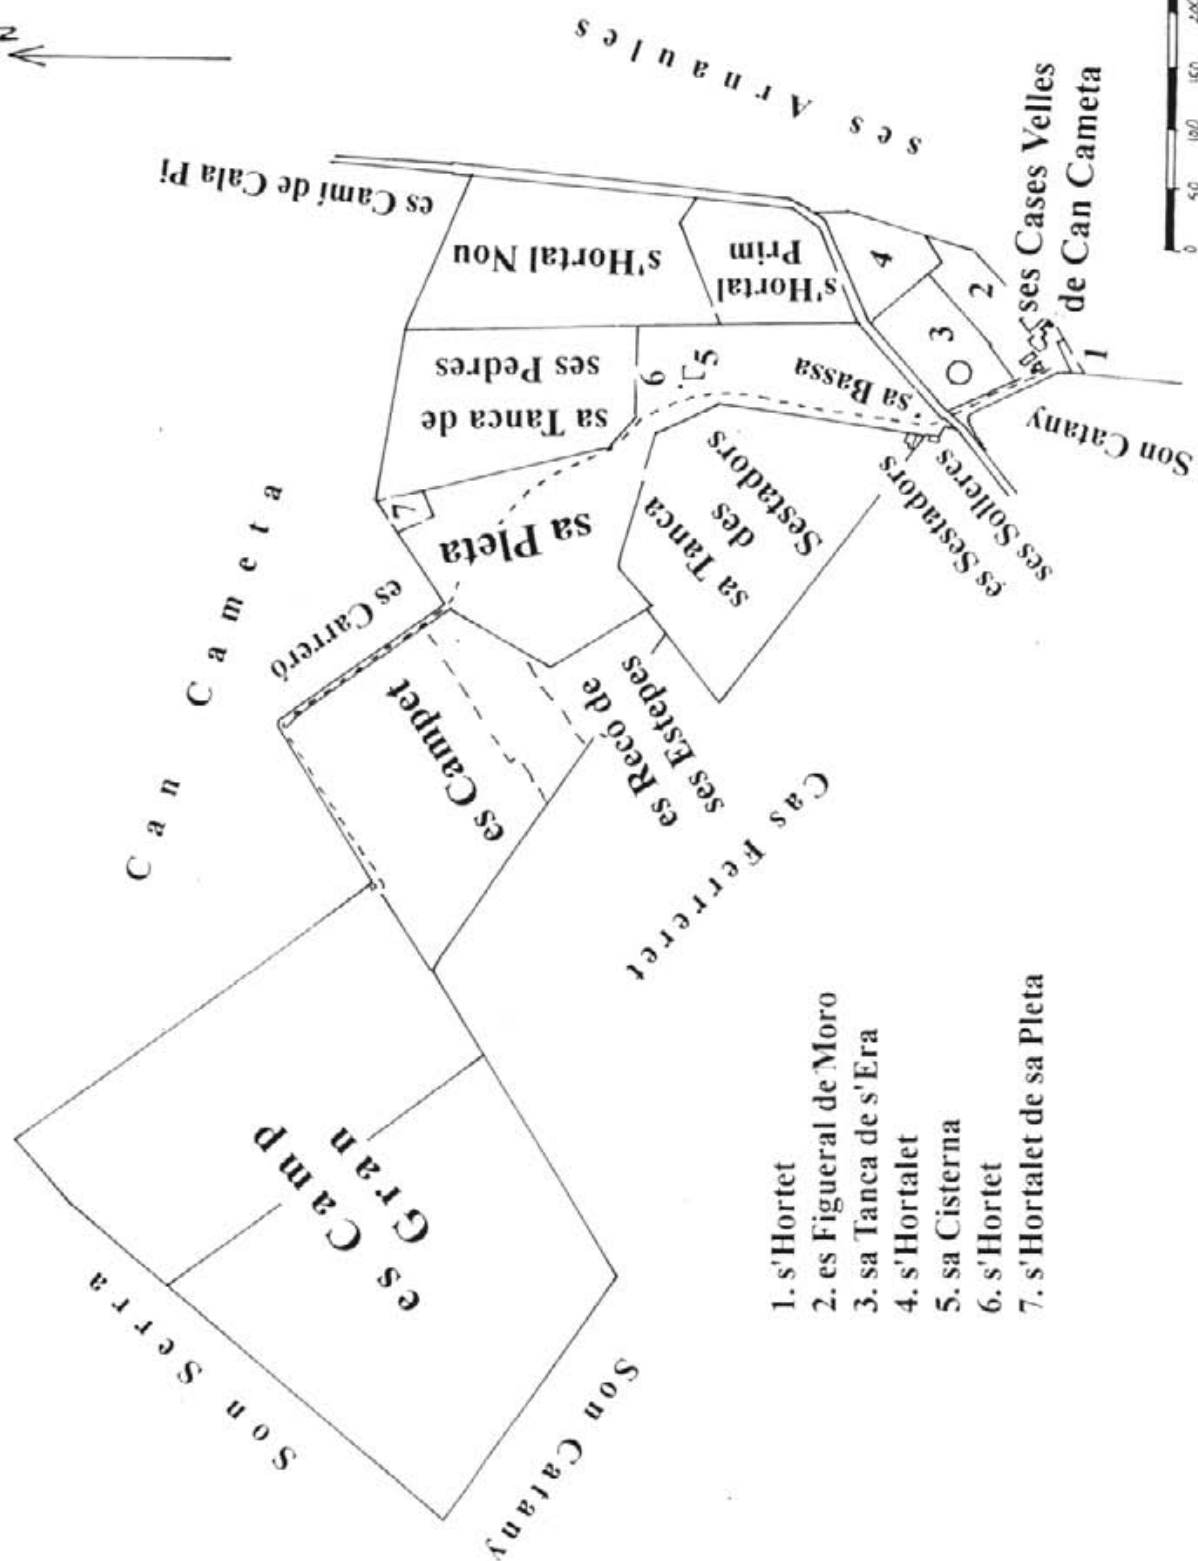 N
ses Arnaules
es Camí de Cala Pi
s'Hortal Nou
s'Hortal
Prim
4
2
3
1
ses Cases Velles
de Can Cameta
0 50 100 150 200
sa Tanca de
ses Pedres
6
5
sa Bassa
Son Catany
es Sestadors
ses Solleres
sa Tanca
des
Sestadors
sa Pleta
7
Can Cameta
es Carreró
es Campet
es Recó de
ses Estepes
Cas Ferreret
es Camp
Gran
Son Serra
Son Catany
1. s'Hortet
2. es Figueral de Moro
3. sa Tanca de s'Era
4. s'Hortalet
5. sa Cisterna
6. s'Hortet
7. s'Hortalet de sa Pleta